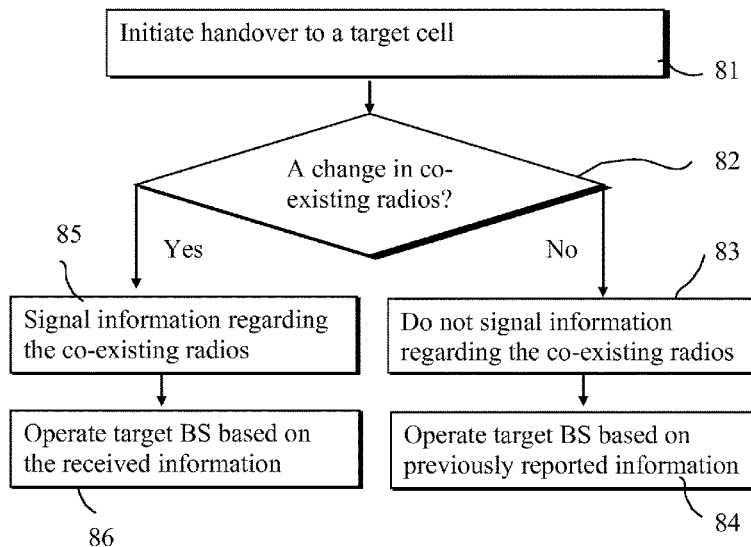 Initiate handover to a target cell
81
A change in co-
existing radios?
82
Yes
No
85
83
Signal information regarding
the co-existing radios
Do not signal information
regarding the co-existing radios
Operate target BS based on
the received information
Operate target BS based on
previously reported information
86
84